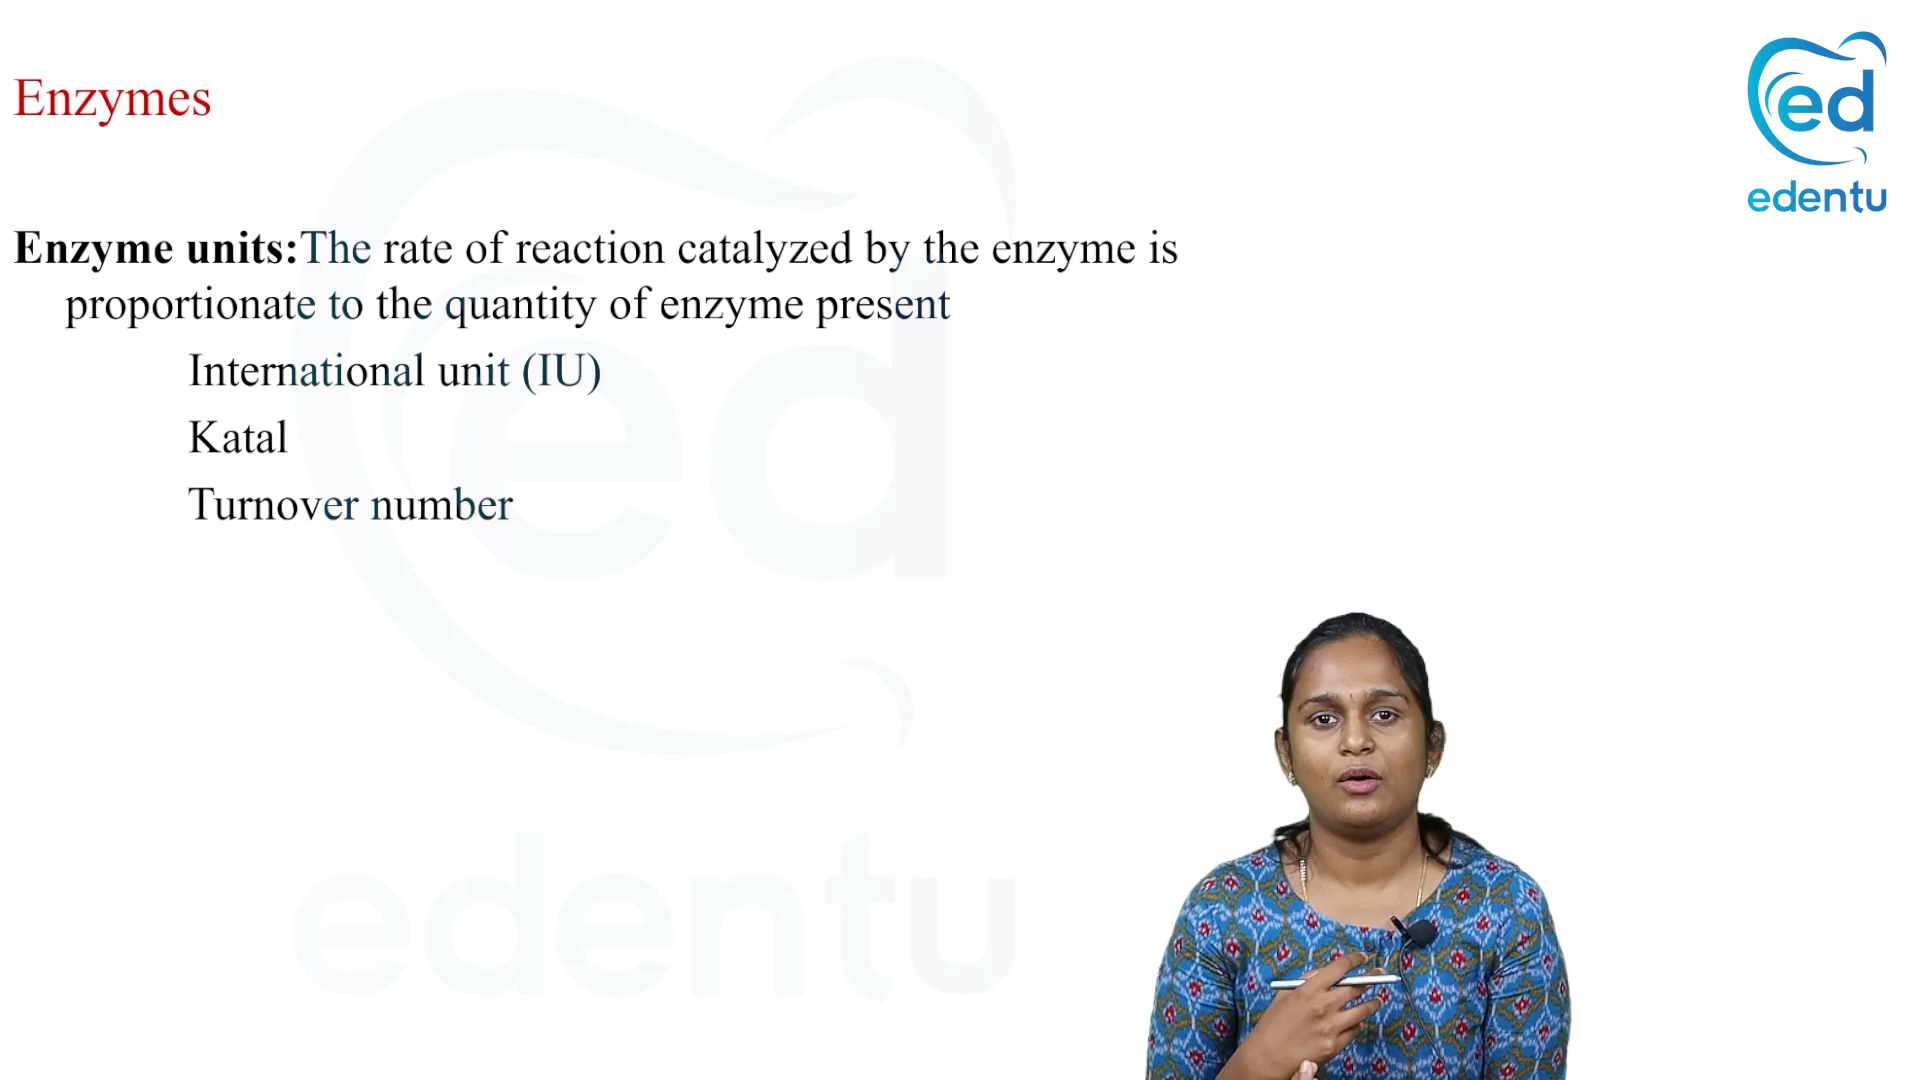 Enzymes
ed
edentu
Enzyme units:The rate of reaction catalyzed by the enzyme is
proportionate to the quantity of enzyme present
International unit (IU)
Katal
Turnover number
ed
edentu